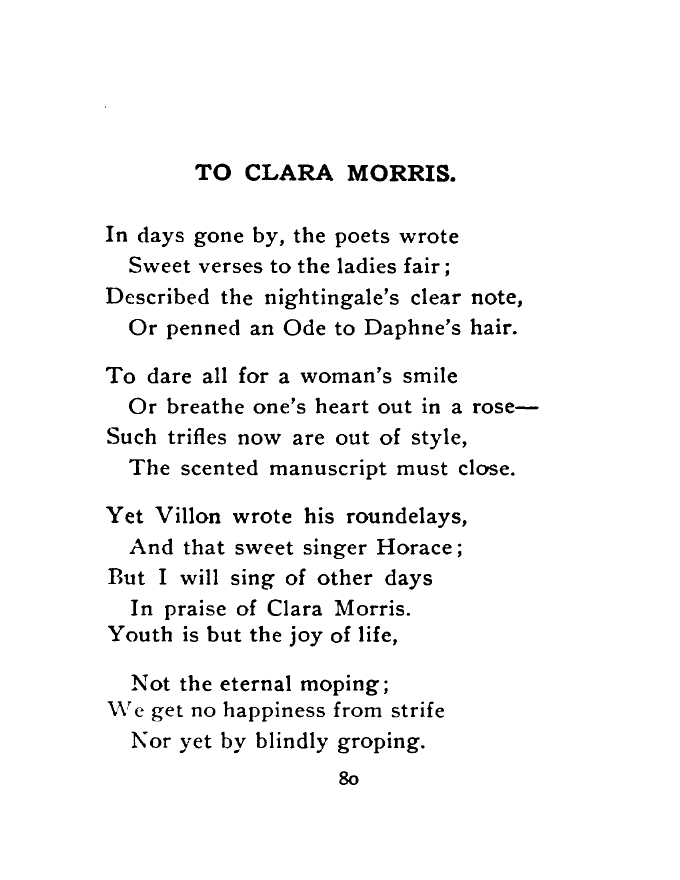 TO CLARA MORRIS.
In days gone by, the poets wrote
Sweet verses to the ladies fair;
Described the nightingale's clear note,
Or penned an Ode to Daphne's hair.
To dare all for a woman's smile
Or breathe one's heart out in a rose—
Such trifles now are out of style,
The scented manuscript must close.
Yet Villon wrote his roundelays,
And that sweet singer Horace;
But I will sing of other days
In praise of Clara Morris.
Youth is but the joy of life,
Not the eternal moping;
We get no happiness from strife
Nor yet by blindly groping.
80